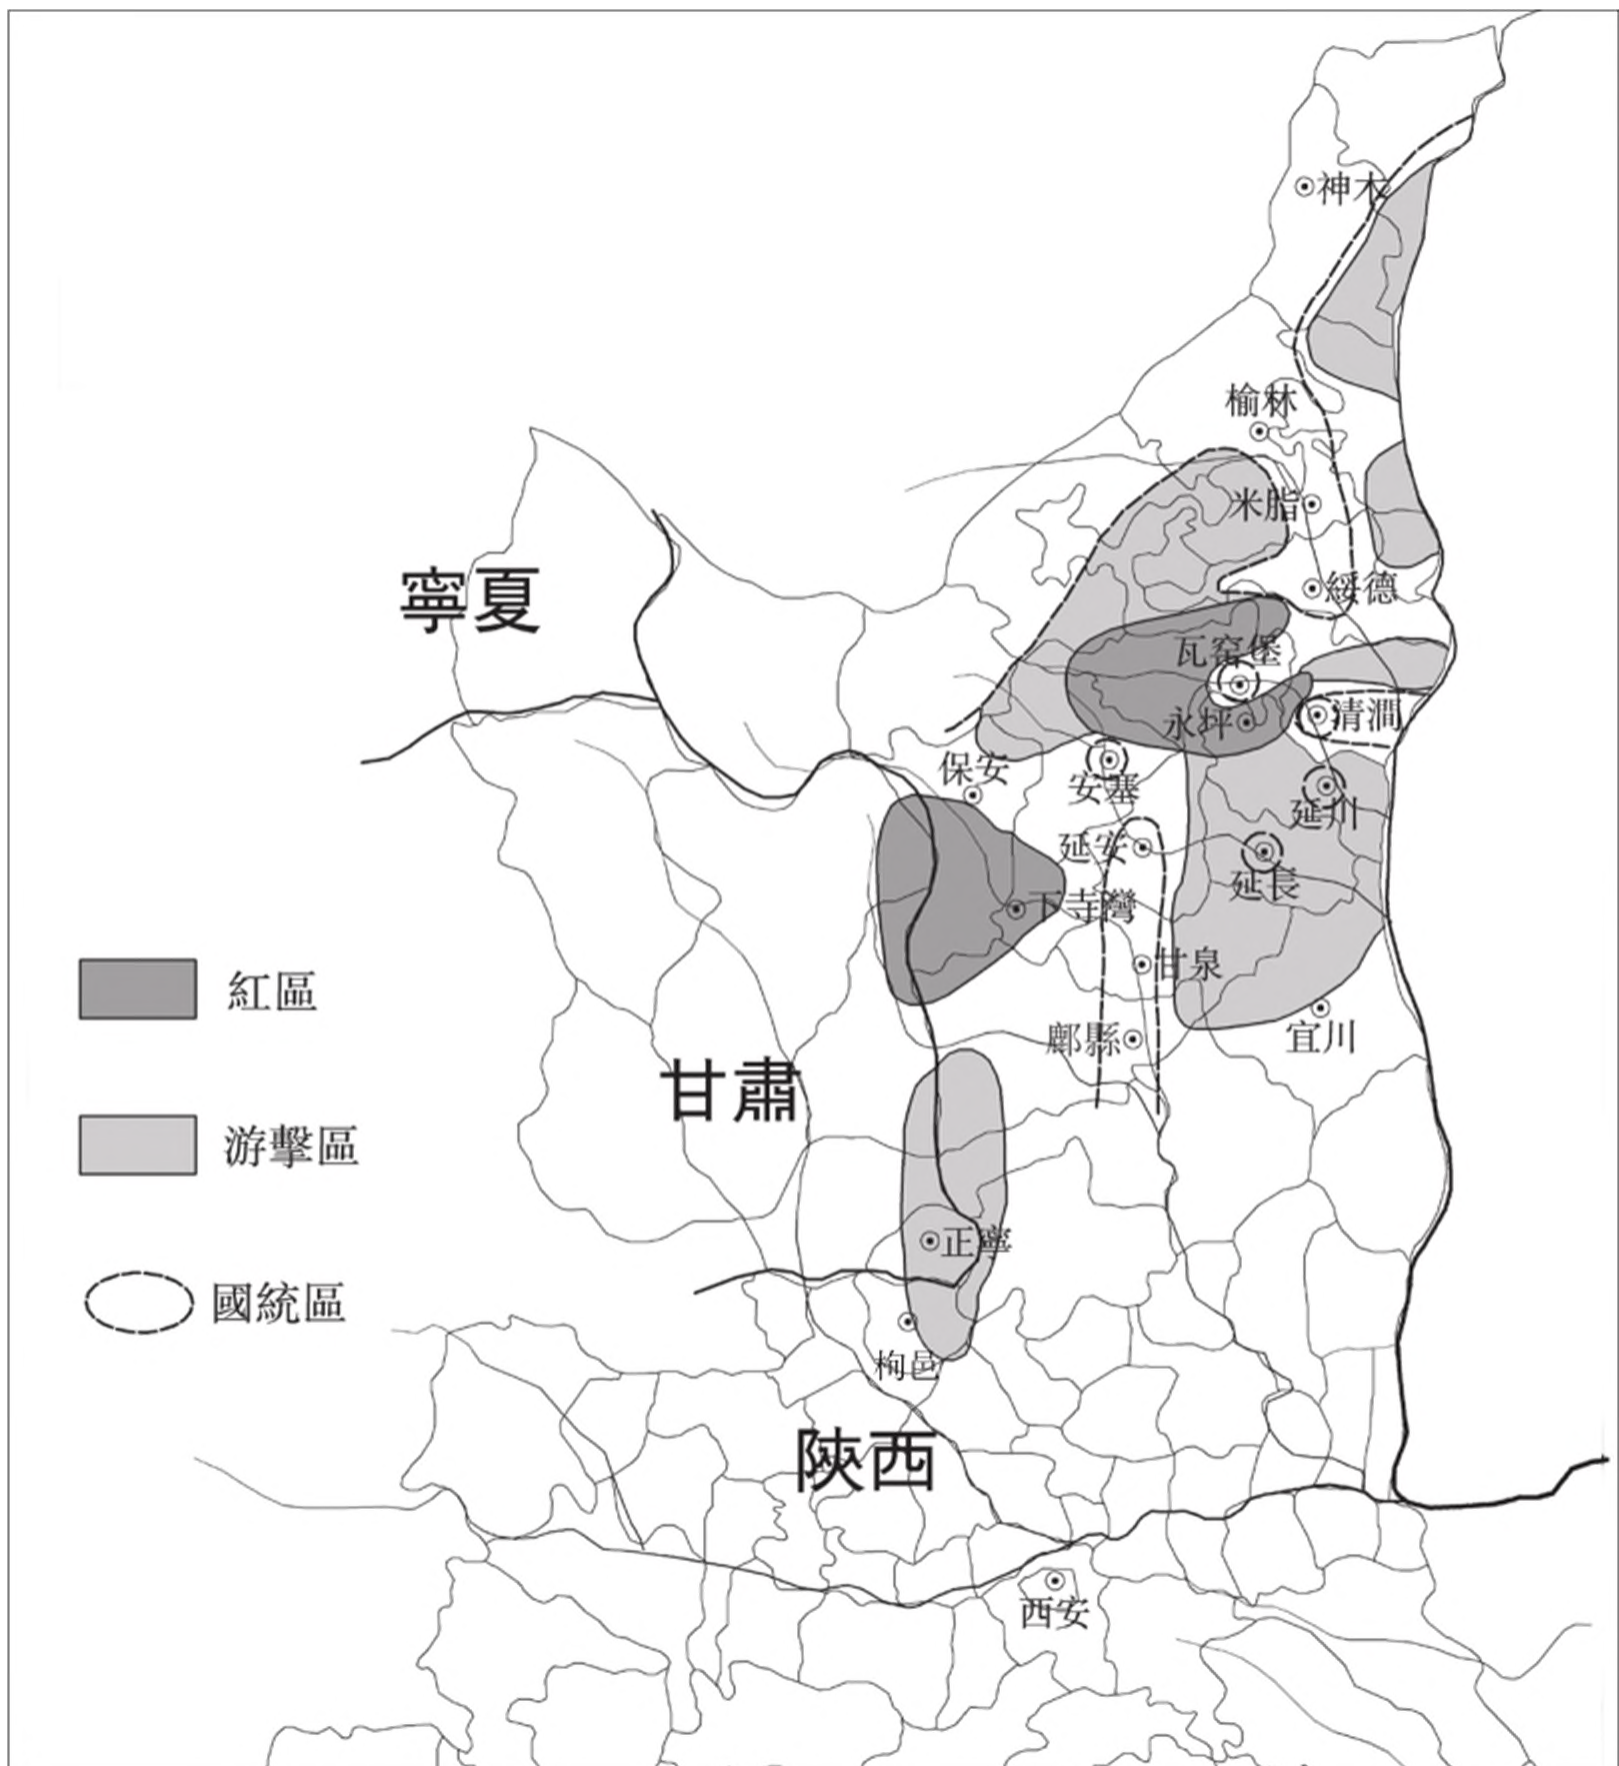 神木
榆林
米脂
綏德
寧夏
瓦窑堡
永坪
清澗
保安
安塞
延川
延安
延長
下寺灣
甘泉
紅區
鄜縣
宜川
甘肅
游擊區
正寧
國統區
栒邑
陝西
西安